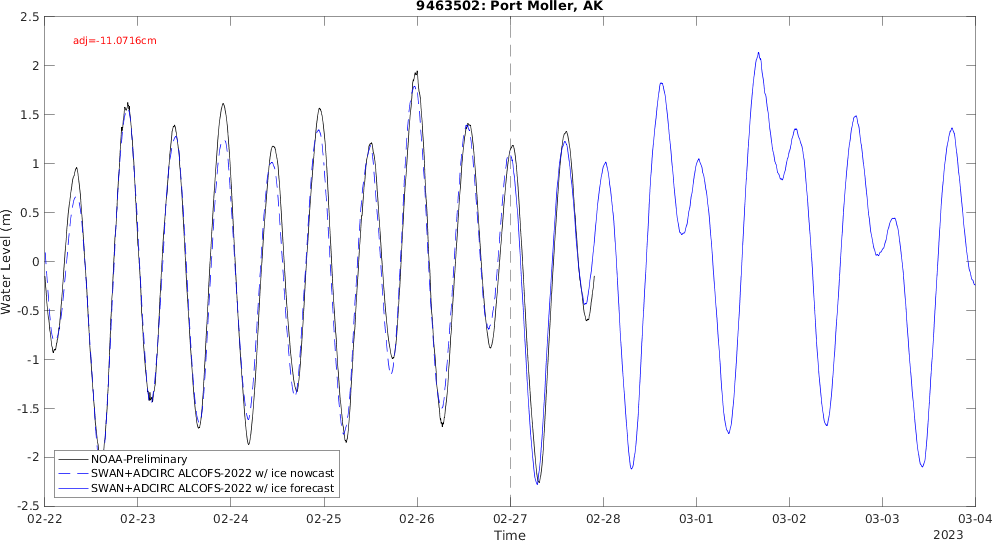 9463502: Port Moller, AK
adj=-11.0716cm
2.5
2
1.5
1
0.5
0
-0.5
-1
-1.5
-2
-2.5
Water Level (m)
NOAA-Preliminary
SWAN+ADCIRC ALCOFS-2022 w/ ice nowcast
SWAN+ADCIRC ALCOFS-2022 w/ ice forecast
02-22 02-23 02-24 02-25 02-26 02-27 02-28 03-01 03-02 03-03 03-04
Time
2023